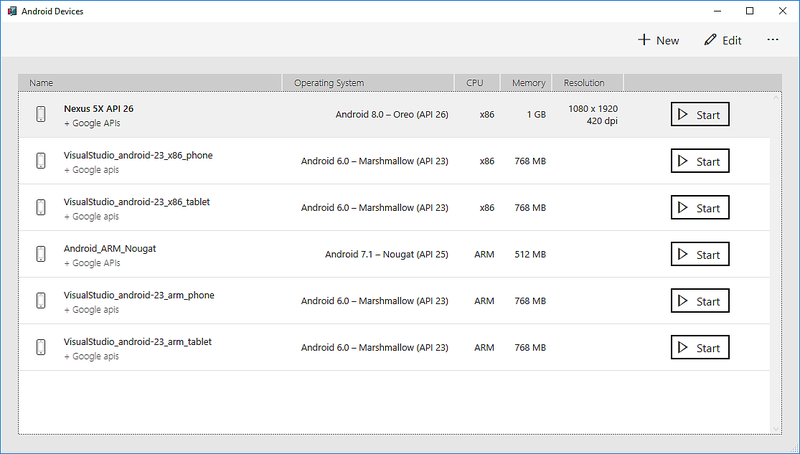 Android Devices
New
Edit
Name Operating System CPU Memory Resolution
Nexus 5X API 26
+ Google APIs
Android 8.0 – Oreo (API 26) x86 1 GB 1080 x 1920
420 dpi
Start
VisualStudio_android-23_x86_phone
+ Google apis
Android 6.0 – Marshmallow (API 23) x86 768 MB Start
VisualStudio_android-23_x86_tablet
+ Google apis
Android 6.0 – Marshmallow (API 23) x86 768 MB Start
Android_ARM_Nougat
+ Google APIs
Android 7.1 – Nougat (API 25) ARM 512 MB Start
VisualStudio_android-23_arm_phone
+ Google apis
Android 6.0 – Marshmallow (API 23) ARM 768 MB Start
VisualStudio_android-23_arm_tablet
+ Google apis
Android 6.0 – Marshmallow (API 23) ARM 768 MB Start